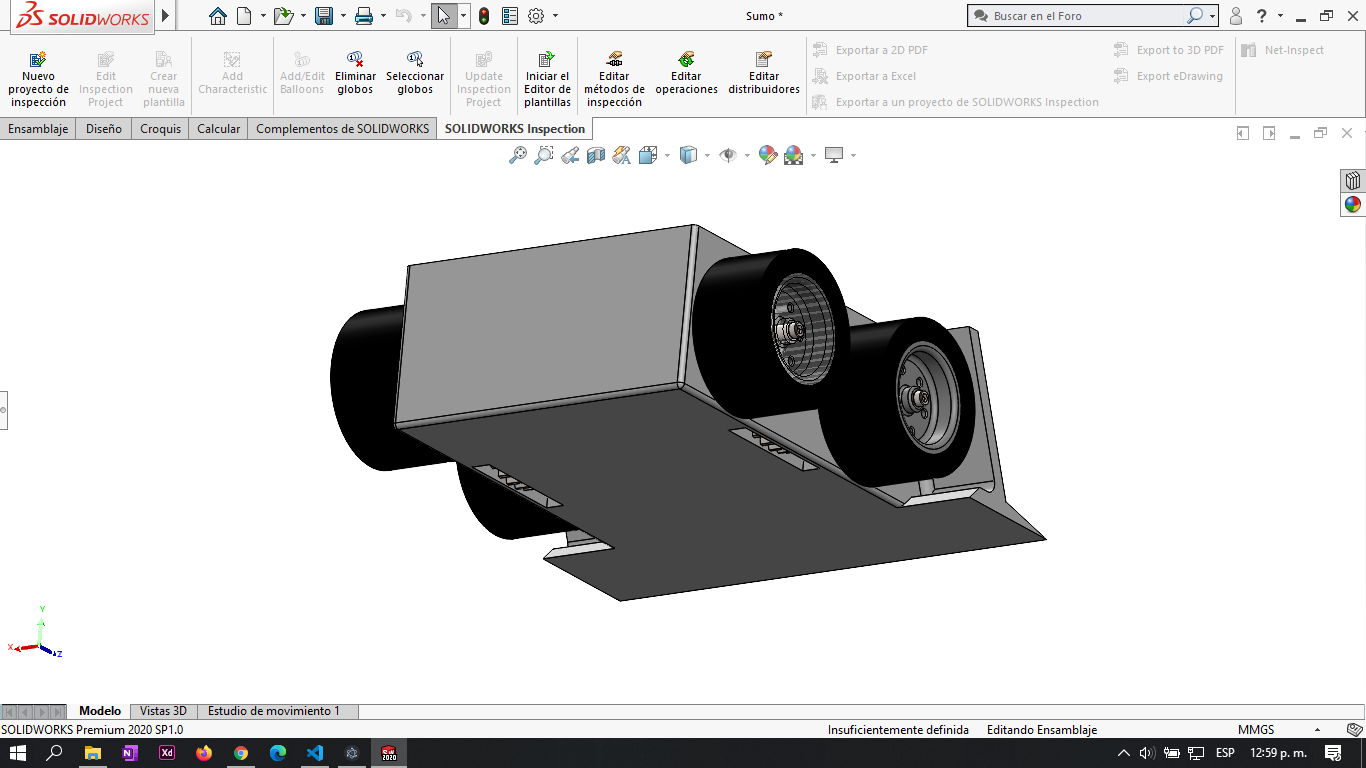 SOLIDWORKS
Sumo *
Buscar en el Foro
?
Nuevo
proyecto de
inspección
Edit
Inspection
Project
Crear
nueva
plantilla
Add
Characteristic
Add/Edit
Balloons
Eliminar
globos
Seleccionar
globos
Update
Inspection
Project
Iniciar el
Editor de
plantillas
Editar
métodos de
inspección
Editar
operaciones
Editar
distribuidores
Exportar a 2D PDF
Exportar a Excel
Exportar a un proyecto de SOLIDWORKS Inspection
Export to 3D PDF
Export eDrawing
Net-Inspect
Ensamblaje
Diseño
Croquis
Calcular
Complementos de SOLIDWORKS
SOLIDWORKS Inspection
Y
X
Z
Modelo
Vistas 3D
Estudio de movimiento 1
SOLIDWORKS Premium 2020 SP1.0
Insuficientemente definida
Editando Ensamblaje
MMGS
N
Xd
SW
2020
ESP
12:59 p. m.